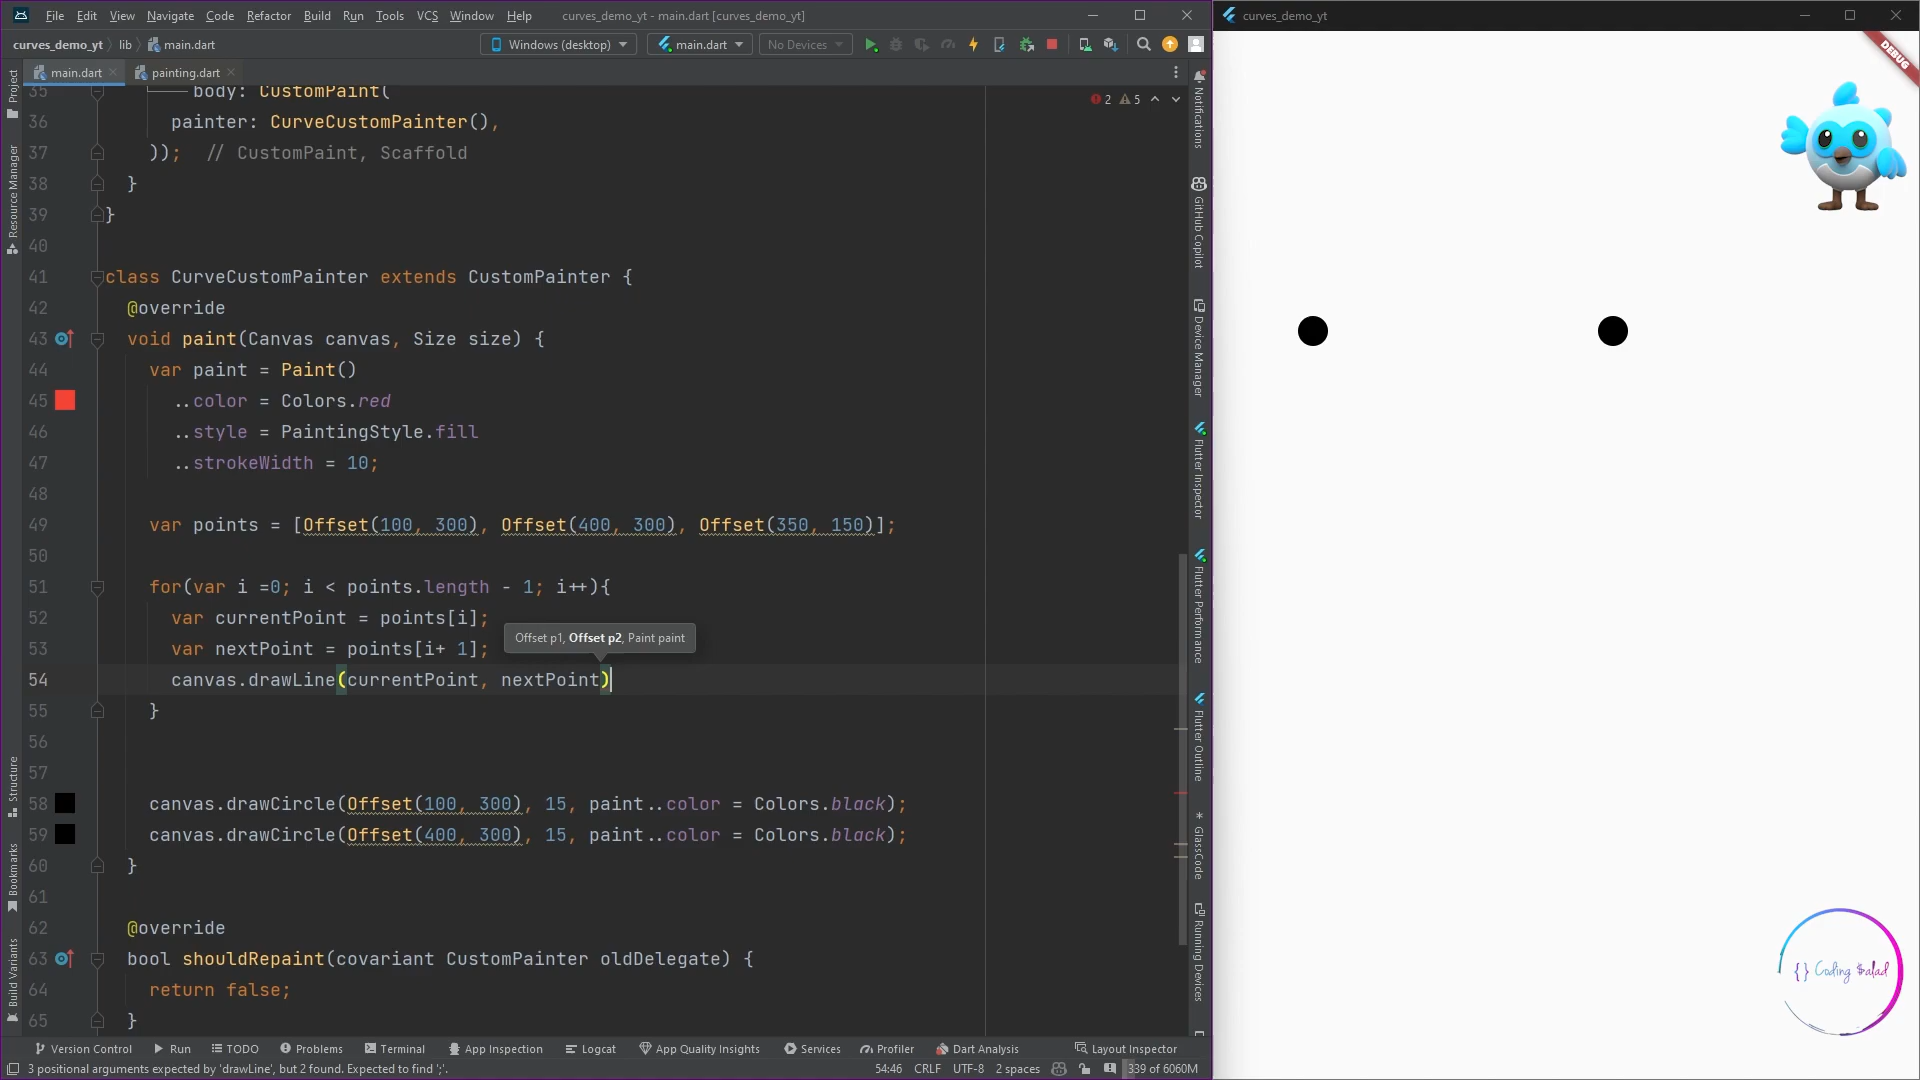 File Edit View Navigate Code Refactor Build Run Tools VCS Window Help curves_demo_yt - main.dart [curves_demo_yt]
curves_demo_yt
curves_demo_yt lib main.dart Windows (desktop) main.dart No Devices
DEBUG
main.dart painting.dart
2 5
35 body: CustomPaint(
36 painter: CurveCustomPainter(),
37 )); // CustomPaint, Scaffold
38 }
39 }
40
41 class CurveCustomPainter extends CustomPainter {
42 @override
43 void paint(Canvas canvas, Size size) {
44 var paint = Paint()
45 ..color = Colors.red
46 ..style = PaintingStyle.fill
47 ..strokeWidth = 10;
48
49 var points = [Offset(100, 300), Offset(400, 300), Offset(350, 150)];
50
51 for(var i =0; i < points.length - 1; i++){
52 var currentPoint = points[i];
Offset p1, Offset p2, Paint paint
53 var nextPoint = points[i+ 1];
54 canvas.drawLine(currentPoint, nextPoint)
55 }
56
57
58 canvas.drawCircle(Offset(100, 300), 15, paint..color = Colors.black);
59 canvas.drawCircle(Offset(400, 300), 15, paint..color = Colors.black);
60 }
61
62 @override
63 bool shouldRepaint(covariant CustomPainter oldDelegate) {
64 return false;
65 }
Project
Resource Manager
Structure
Bookmarks
Build Variants
Notifications
GitHub Copilot
Device Manager
Flutter Inspector
Flutter Performance
Flutter Outline
GlassCode
Running Devices
{ } Coding Salad
Version Control Run TODO Problems Terminal App Inspection Logcat App Quality Insights Services Profiler Dart Analysis Layout Inspector
3 positional arguments expected by 'drawLine', but 2 found. Expected to find ';'. 54:46 CRLF UTF-8 2 spaces 339 of 6060M